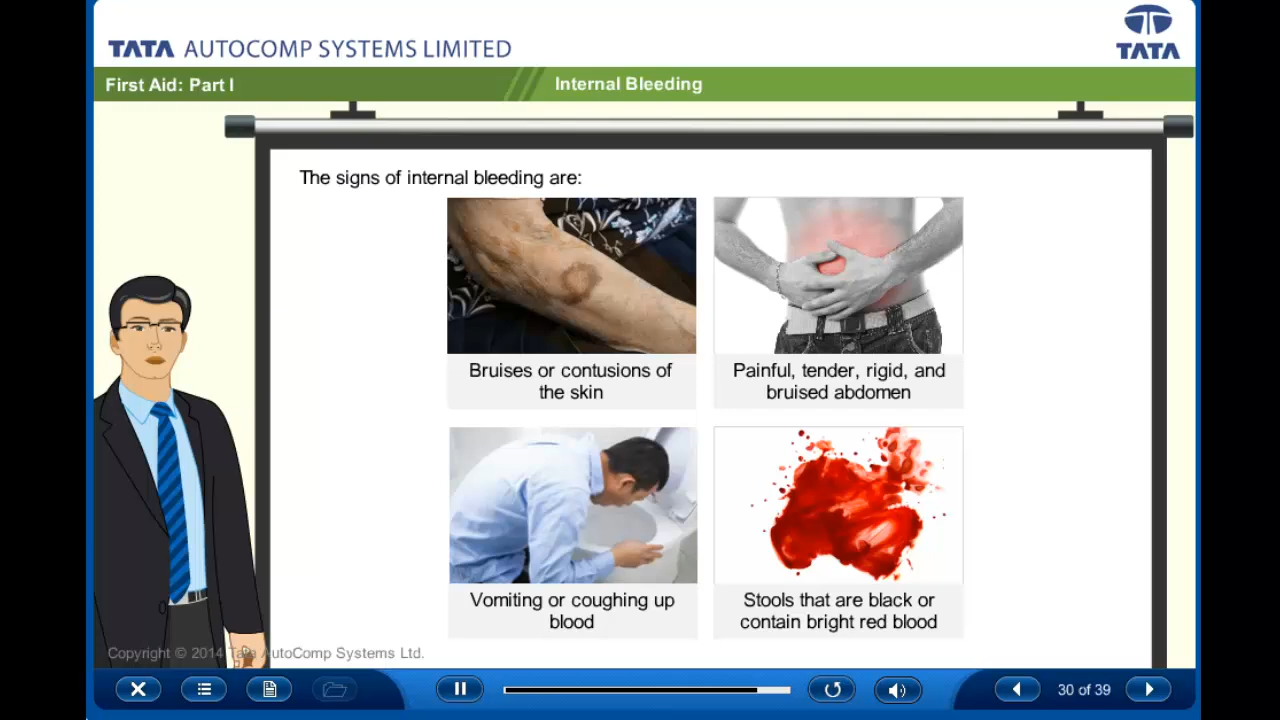 TATA AUTOCOMP SYSTEMS LIMITED
TATA
First Aid: Part I
Internal Bleeding
The signs of internal bleeding are:
Bruises or contusions of
the skin
Painful, tender, rigid, and
bruised abdomen
Vomiting or coughing up
blood
Stools that are black or
contain bright red blood
Copyright © 2014 Tata AutoComp Systems Ltd.
30 of 39